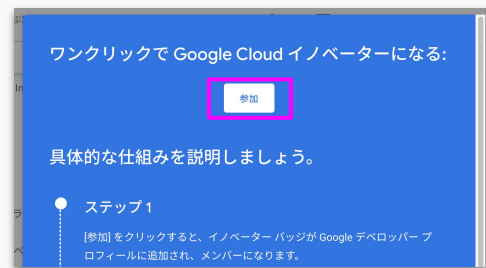 ワンクリックで Google Cloud イノベーターになる:
参加
具体的な仕組みを説明しましょう。
ステップ 1
[参加] をクリックすると、イノベーター バッジが Google デベロッパー プ
ロフィールに追加され、メンバーになります。